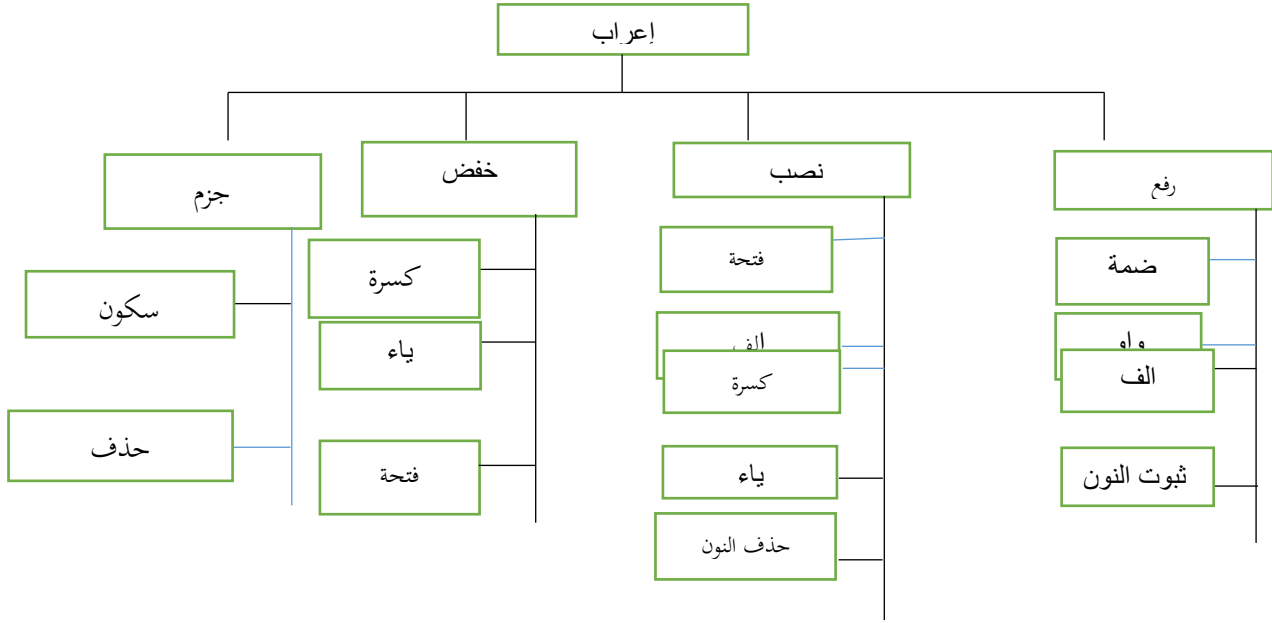 إعراب
رفع
ضمة
واو
الف
ثبوت النون
نصب
فتحة
الف
كسرة
ياء
حذف النون
خفض
كسرة
ياء
فتحة
جزم
سكون
حذف